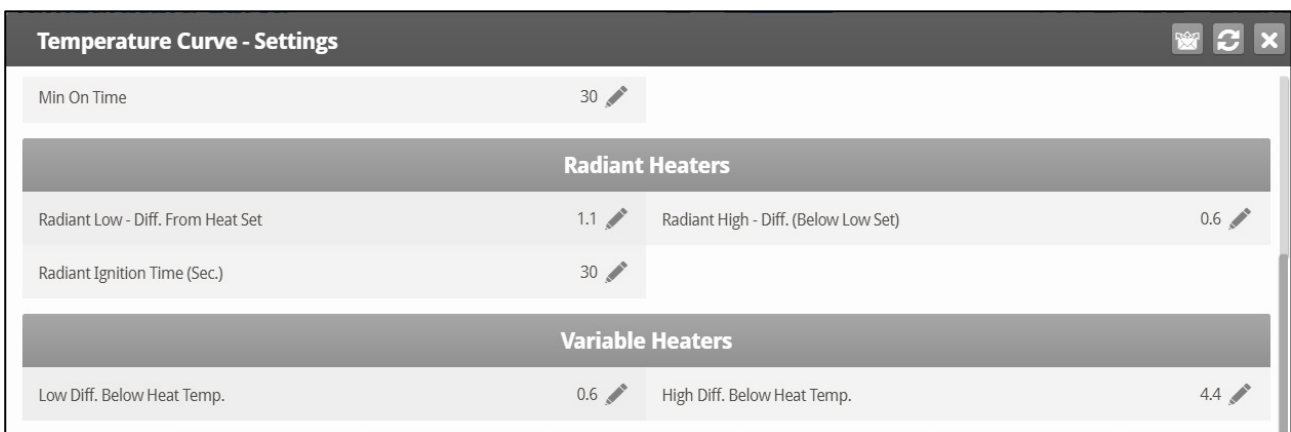 Temperature Curve - Settings
Min On Time 30
Radiant Heaters
Radiant Low - Diff. From Heat Set 1.1 Radiant High - Diff. (Below Low Set) 0.6
Radiant Ignition Time (Sec.) 30
Variable Heaters
Low Diff. Below Heat Temp. 0.6 High Diff. Below Heat Temp. 4.4